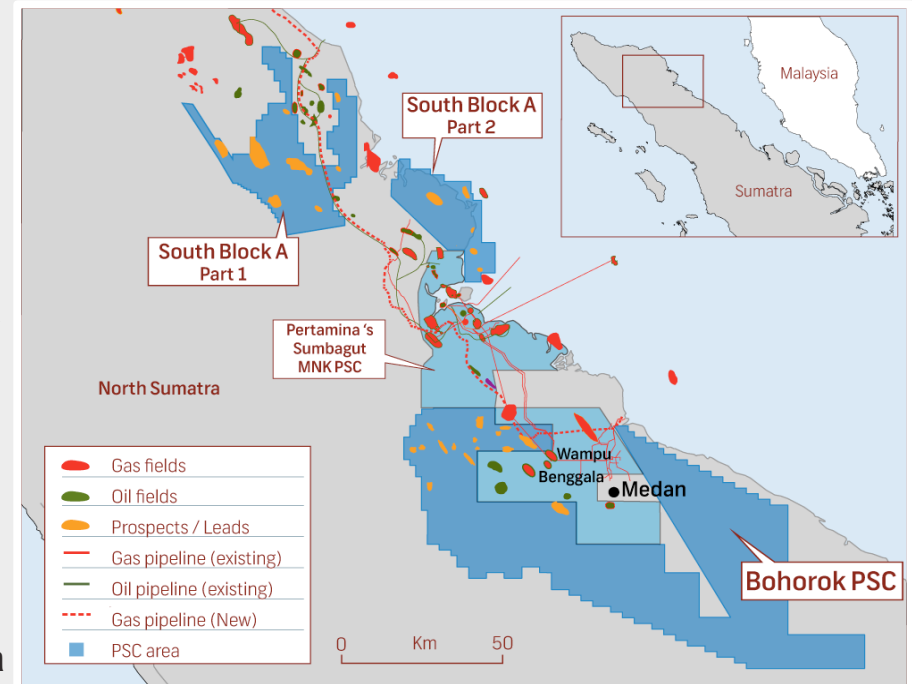 South Block A
Part 2
Malaysia
Sumatra
South Block A
Part 1
Pertamina 's
Sumbagut
MNK PSC
North Sumatra
Wampu
Benggala
Medan
Bohorok PSC
Gas fields
Oil fields
Prospects / Leads
Gas pipeline (existing)
Oil pipeline (existing)
Gas pipeline (New)
PSC area
0 Km 50